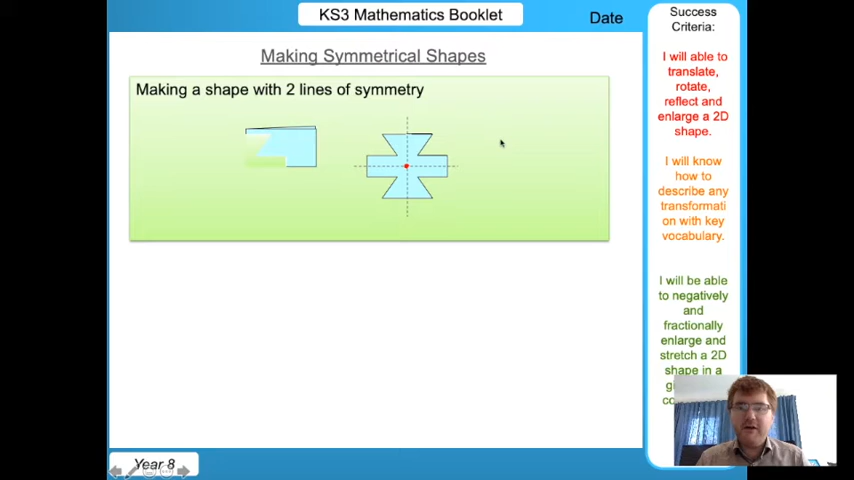 KS3 Mathematics Booklet
Date
Making Symmetrical Shapes
Making a shape with 2 lines of symmetry
Success
Criteria:
I will able to
translate,
rotate,
reflect and
enlarge a 2D
shape.
I will know
how to
describe any
transformati
on with key
vocabulary.
I will be able
to negatively
and
fractionally
enlarge and
stretch a 2D
shape in a
Year 8